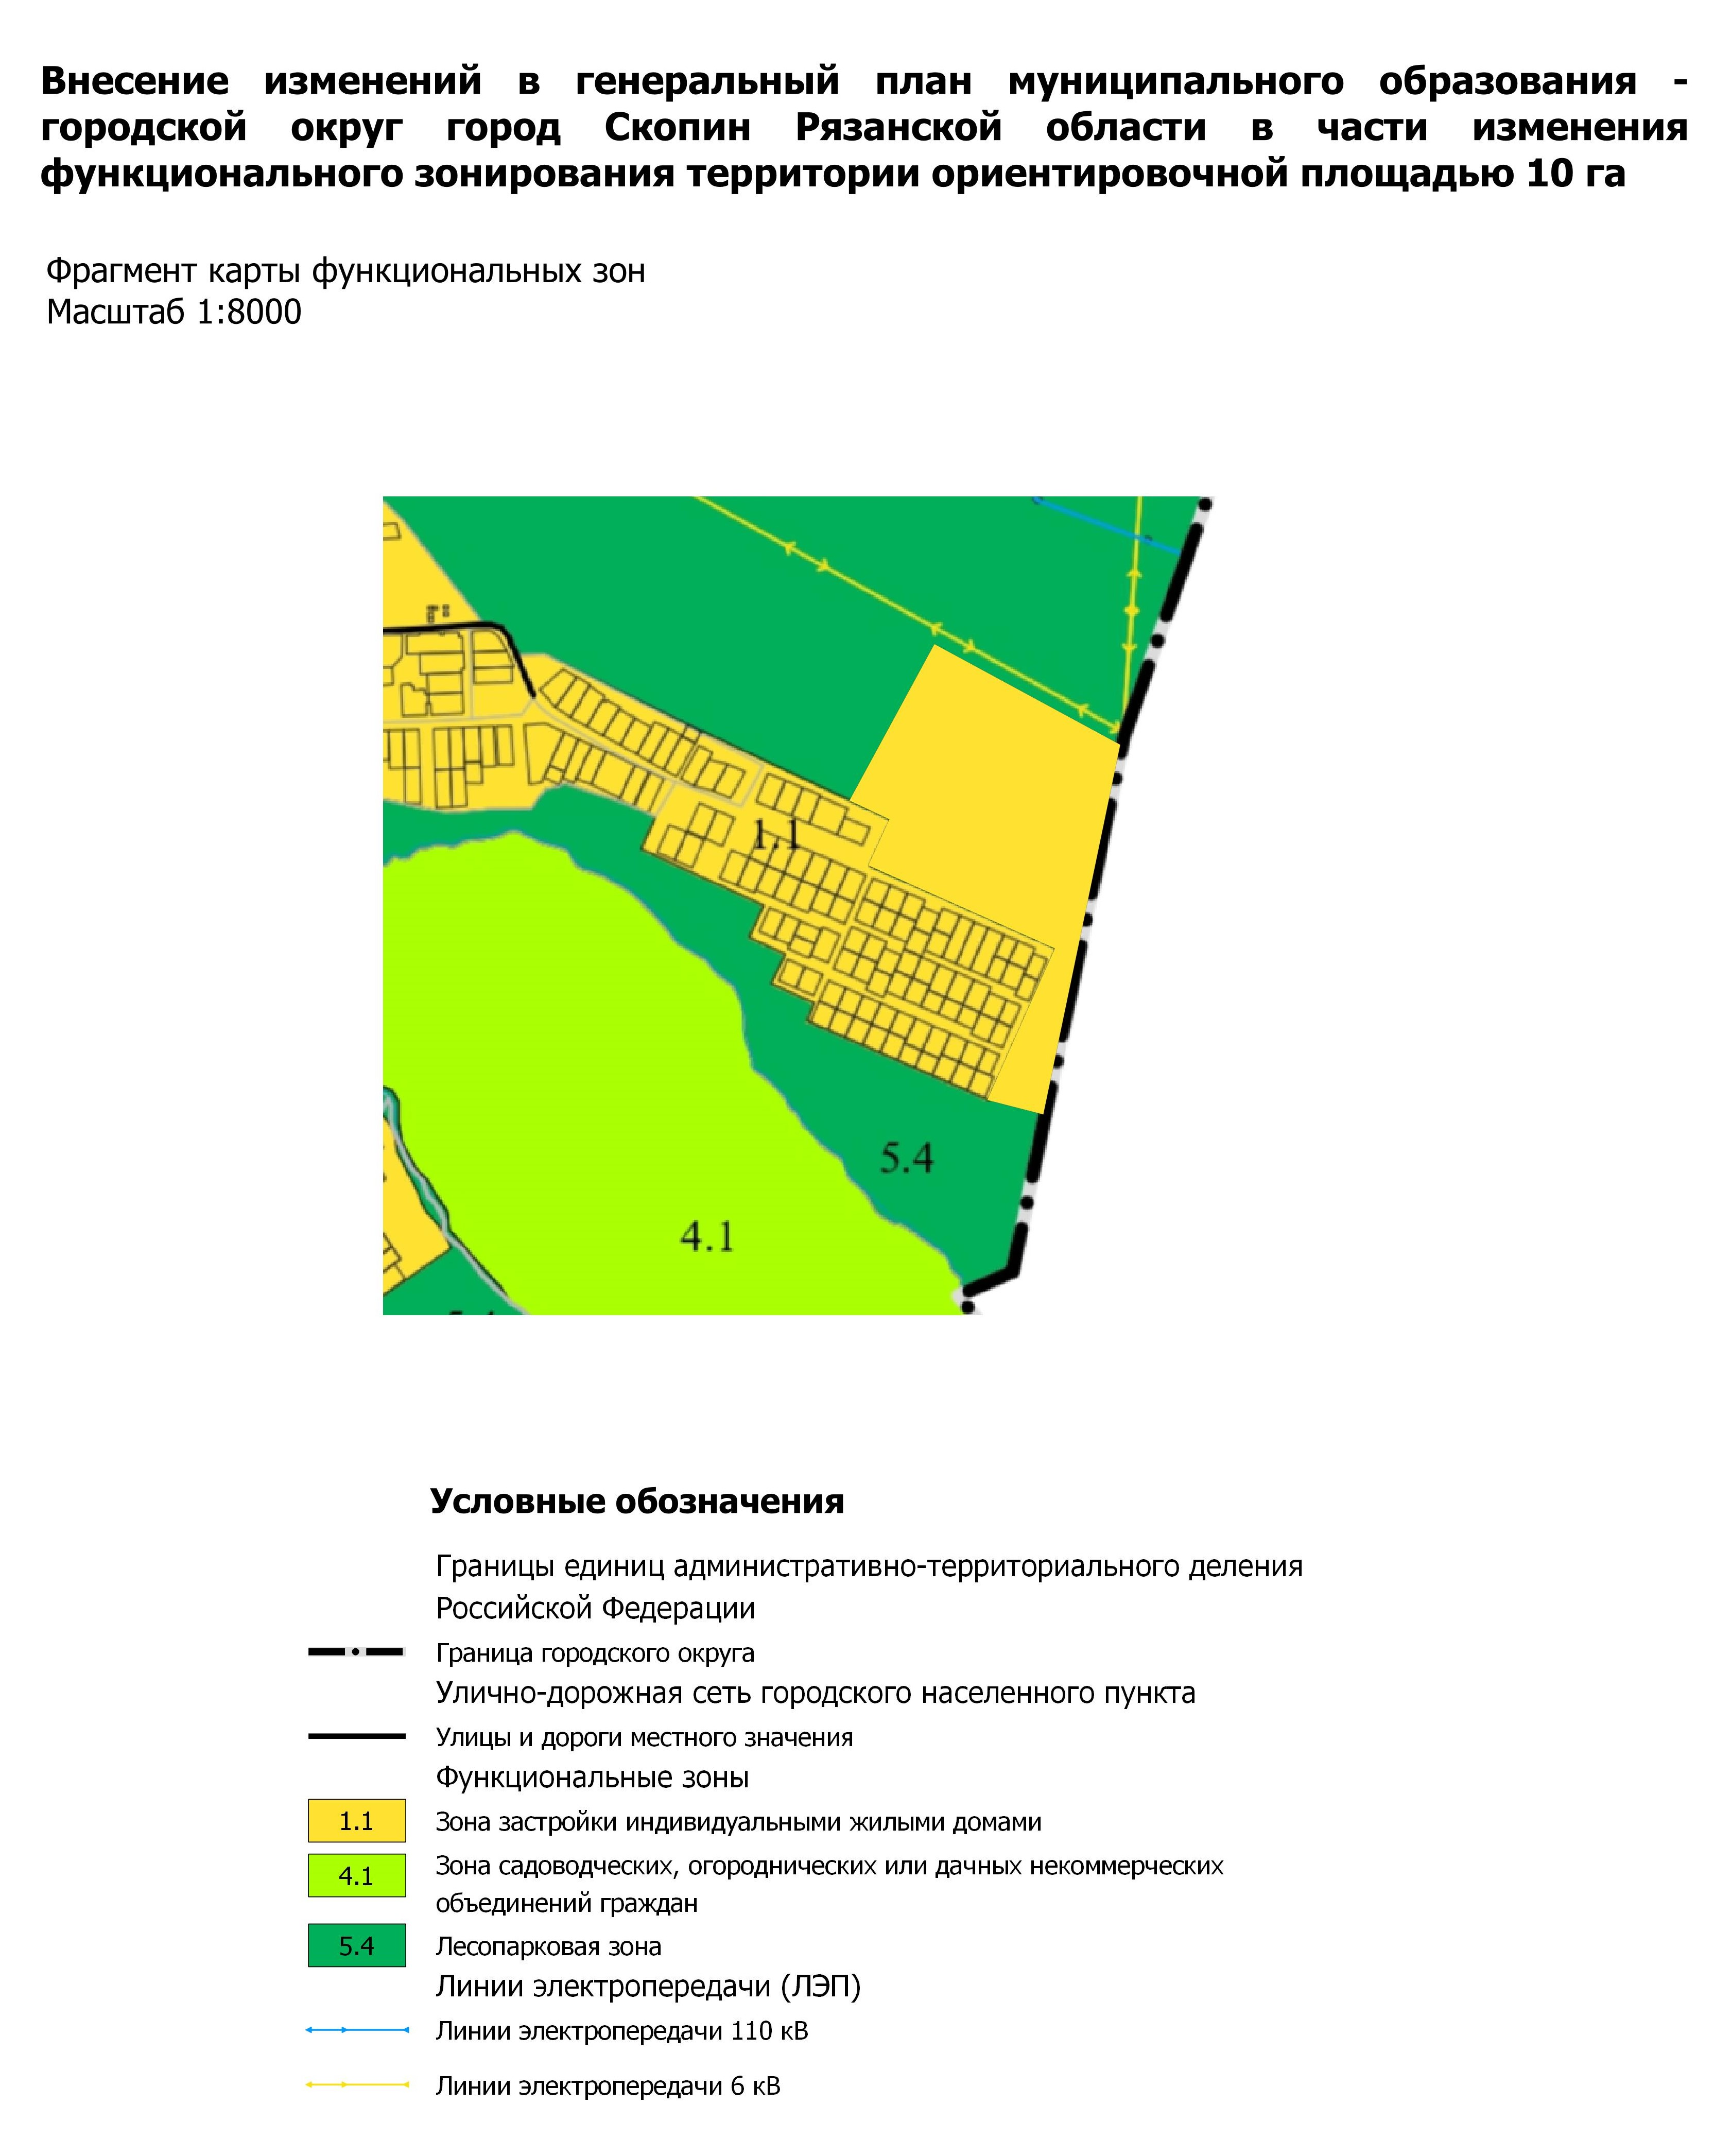 Внесение изменений в генеральный план муниципального образования -
городской округ город Скопин Рязанской области в части изменения
функционального зонирования территории ориентировочной площадью 10 га
Фрагмент карты функциональных зон
Масштаб 1:8000
1.1
5.4
4.1
Условные обозначения
Границы единиц административно-территориального деления
Российской Федерации
Граница городского округа
Улично-дорожная сеть городского населенного пункта
Улицы и дороги местного значения
Функциональные зоны
1.1 Зона застройки индивидуальными жилыми домами
4.1 Зона садоводческих, огороднических или дачных некоммерческих
объединений граждан
5.4 Лесопарковая зона
Линии электропередачи (ЛЭП)
Линии электропередачи 110 кВ
Линии электропередачи 6 кВ